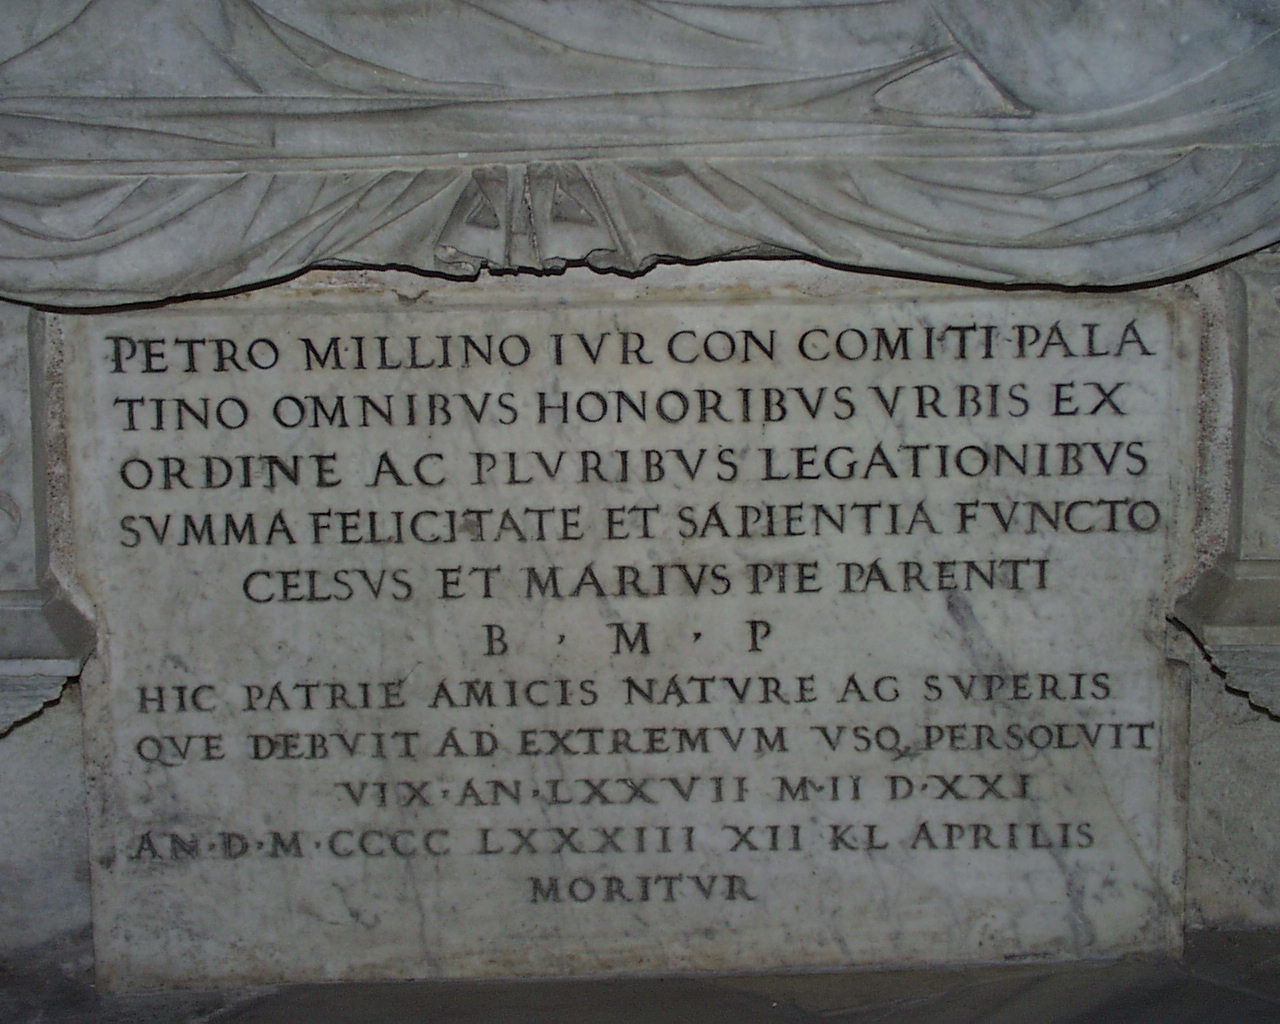 PETRO MILLINO IVR CON COMITI PALA
TINO OMNIBVS HONORIBVS VRBIS EX
ORDINE AC PLVRIBVS LEGATIONIBVS
SVMMA FELICITATE ET SAPIENTIA FVNCTO
CELSVS ET MARIVS PIE PARENTI
B , M , P
HIC PATRIE AMICIS NATVRE AC SVPERIS
QVE DEBVIT AD EXTREMVM VSQ PERSOLVIT
VIX·AN·LXXVII M·II D·XXI
AN·D·M·CCCC LXXXIII XII KL APRILIS
MORITVR